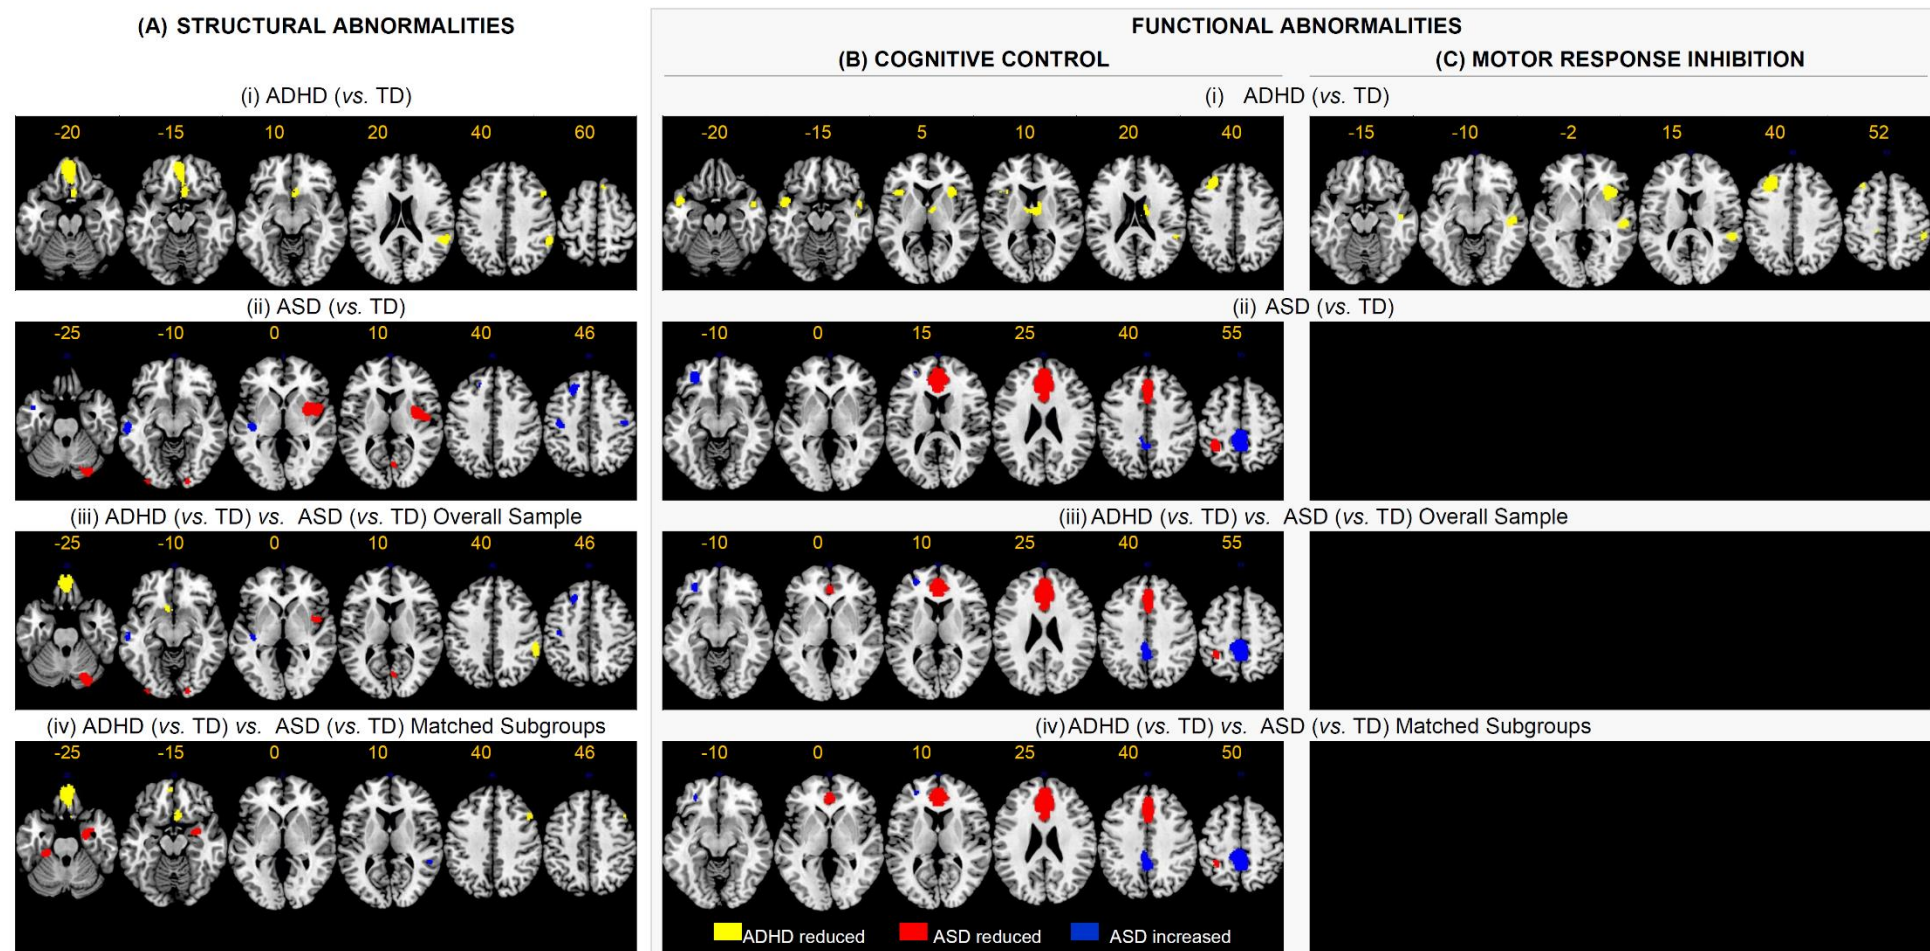 (A) STRUCTURAL ABNORMALITIES
FUNCTIONAL ABNORMALITIES
(B) COGNITIVE CONTROL
(C) MOTOR RESPONSE INHIBITION
(i) ADHD (vs. TD)
-20 -15 10 20 40 60
(i) ADHD (vs. TD)
-20 -15 5 10 20 40
-15 -10 -2 15 40 52
(ii) ASD (vs. TD)
-25 -10 0 10 40 46
(ii) ASD (vs. TD)
-10 0 15 25 40 55
(iii) ADHD (vs. TD) vs. ASD (vs. TD) Overall Sample
-25 -10 0 10 40 46
(iii) ADHD (vs. TD) vs. ASD (vs. TD) Overall Sample
-10 0 10 25 40 55
(iv) ADHD (vs. TD) vs. ASD (vs. TD) Matched Subgroups
-25 -15 0 10 40 46
(iv) ADHD (vs. TD) vs. ASD (vs. TD) Matched Subgroups
-10 0 10 25 40 50
ADHD reduced
ASD reduced
ASD increased